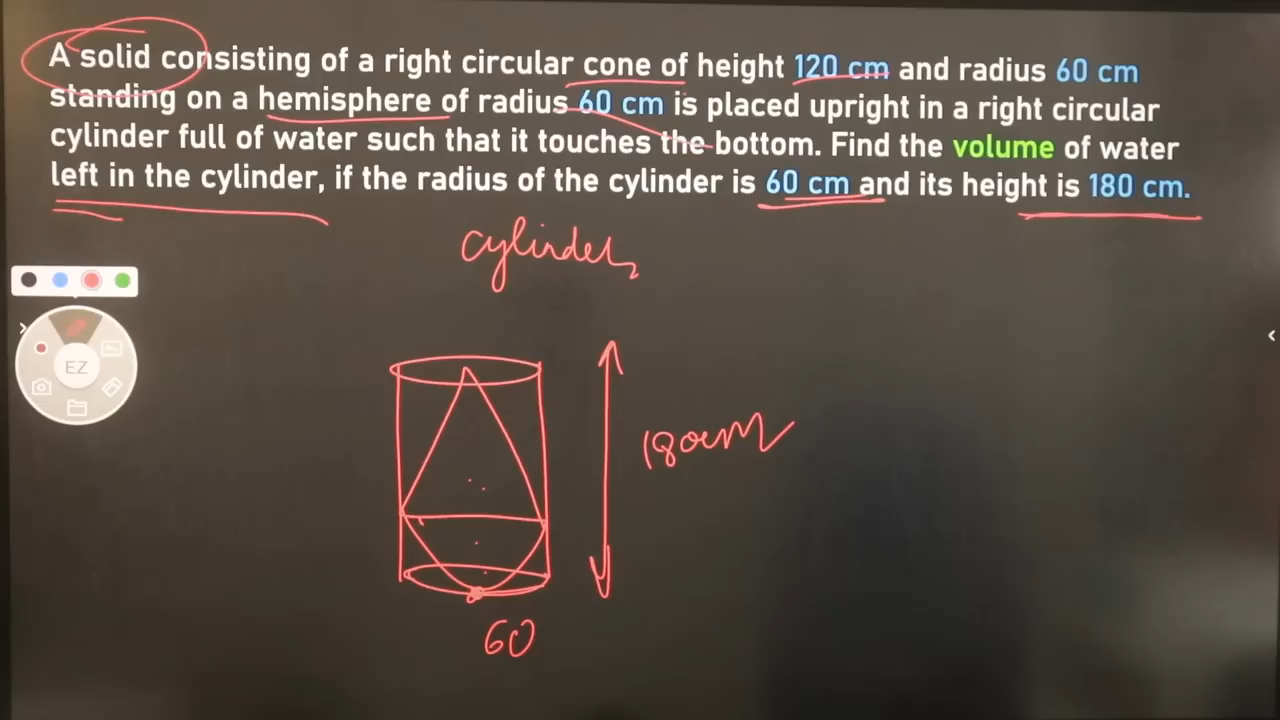 A solid consisting of a right circular cone of height 120 cm and radius 60 cm
standing on a hemisphere of radius 60 cm is placed upright in a right circular
cylinder full of water such that it touches the bottom. Find the volume of water
left in the cylinder, if the radius of the cylinder is 60 cm and its height is 180 cm.
cylinder
EZ
180cm
60